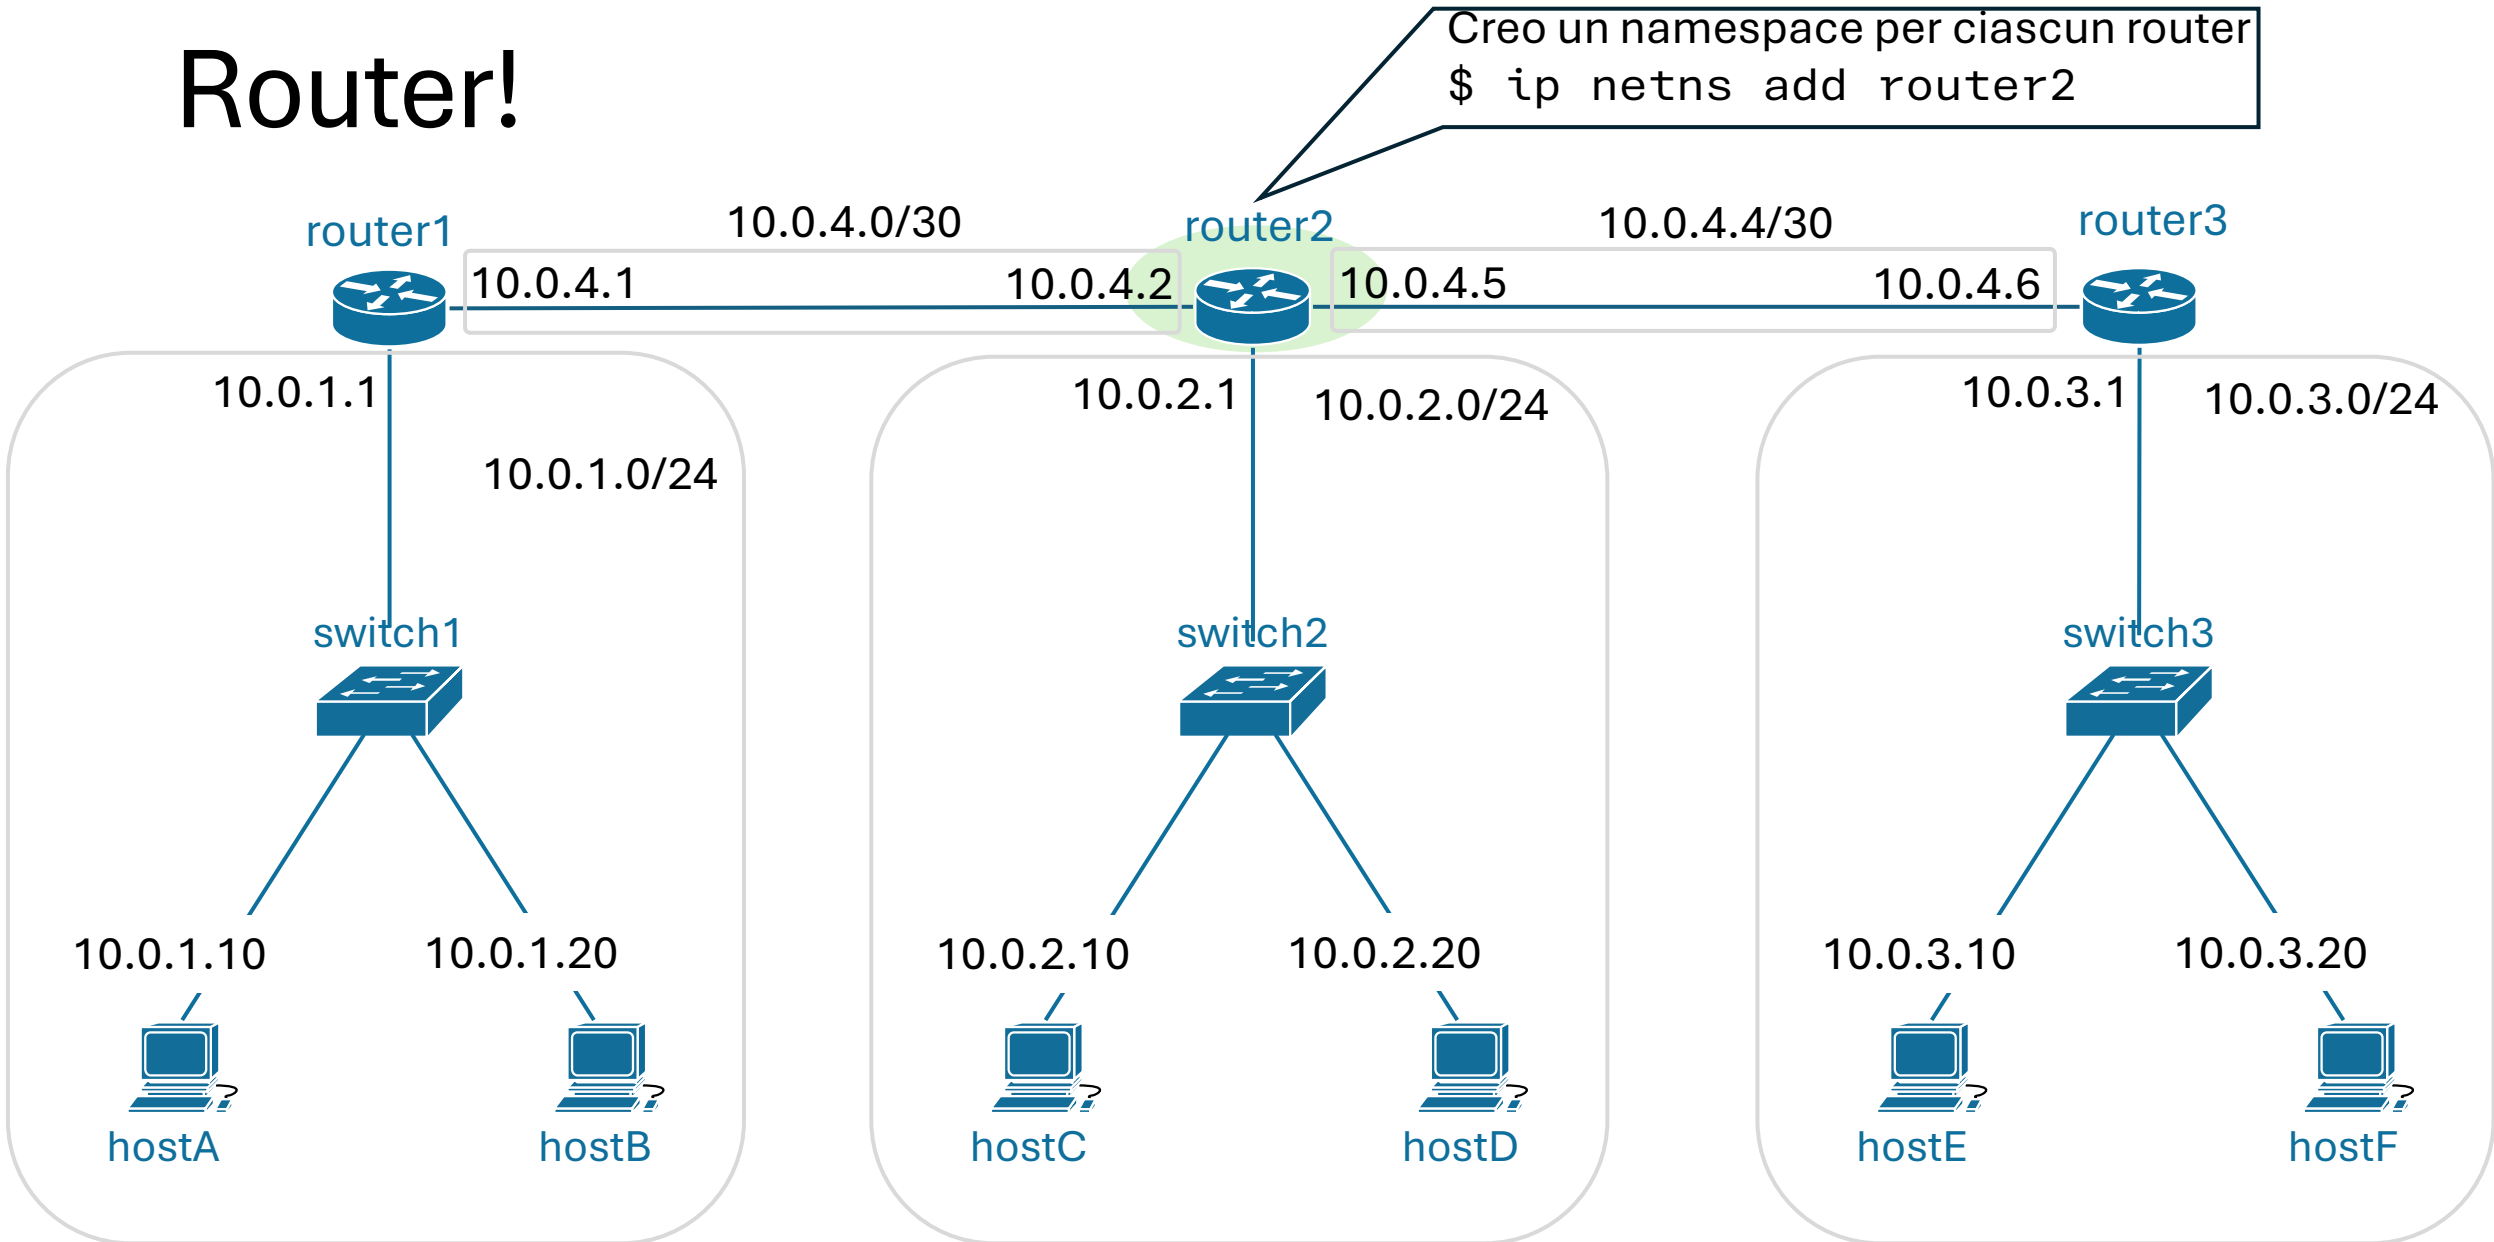 Router!
Creo un namespace per ciascun router
$ ip netns add router2
router1
10.0.4.0/30
router2
10.0.4.4/30
router3
10.0.4.1
10.0.4.2
10.0.4.5
10.0.4.6
10.0.1.1
10.0.2.1
10.0.2.0/24
10.0.3.1
10.0.3.0/24
10.0.1.0/24
switch1
switch2
switch3
10.0.1.10
10.0.1.20
10.0.2.10
10.0.2.20
10.0.3.10
10.0.3.20
hostA
hostB
hostC
hostD
hostE
hostF